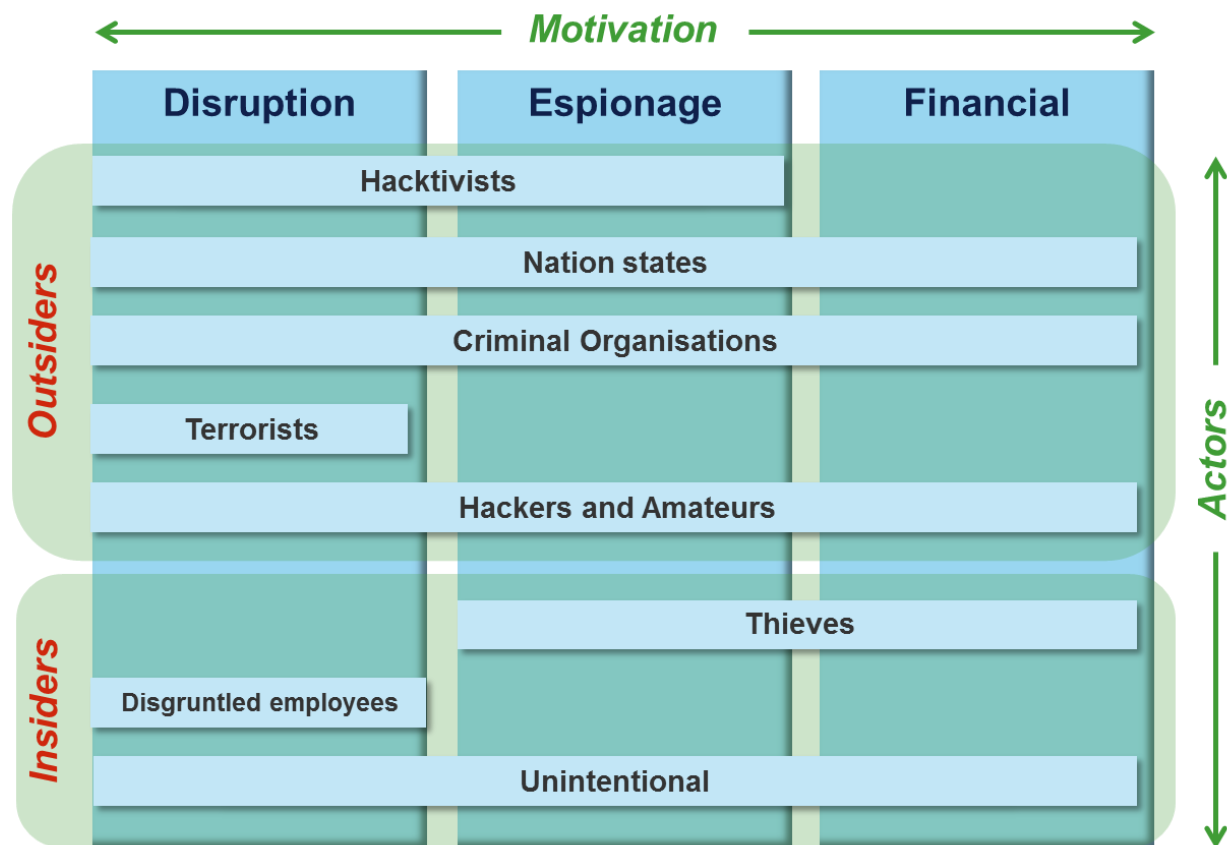 Motivation
Disruption
Espionage
Financial
Outsiders
Hacktivists
Nation states
Criminal Organisations
Terrorists
Hackers and Amateurs
Insiders
Thieves
Disgruntled employees
Unintentional
Actors